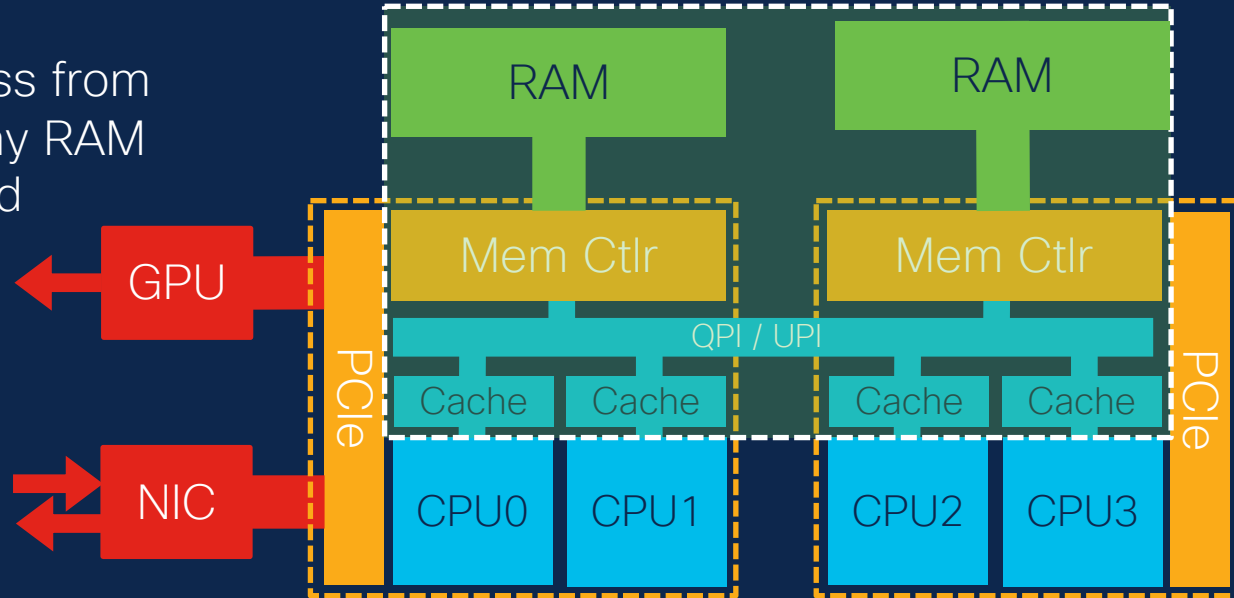 ss from
ny RAM
d
RAM
RAM
Mem Ctlr
Mem Ctlr
GPU
QPI / UPI
PCIe
PCIe
Cache
Cache
Cache
Cache
NIC
CPU0
CPU1
CPU2
CPU3